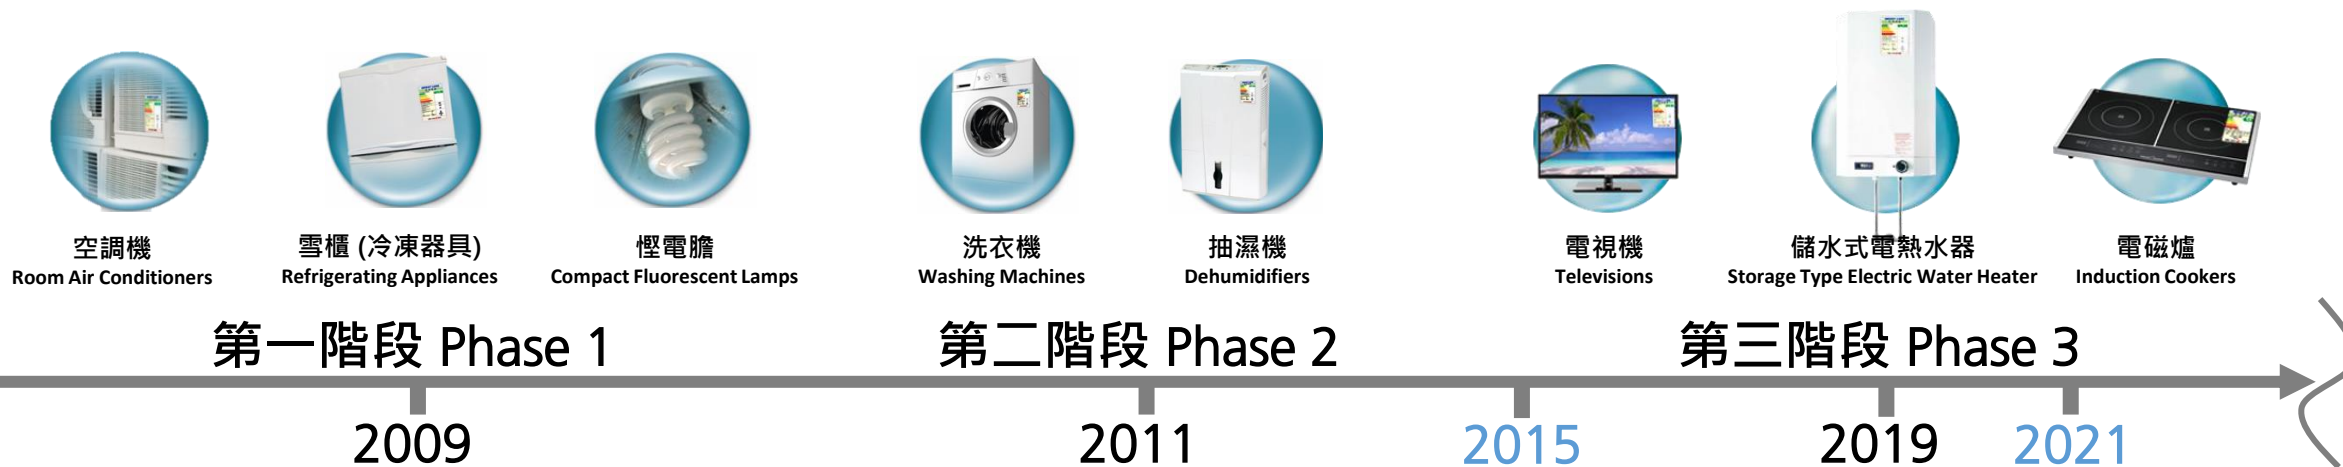 空調機
Room Air Conditioners
雪櫃 (冷凍器具)
Refrigerating Appliances
慳電膽
Compact Fluorescent Lamps
洗衣機
Washing Machines
抽濕機
Dehumidifiers
電視機
Televisions
儲水式電熱水器
Storage Type Electric Water Heater
電磁爐
Induction Cookers
第一階段 Phase 1
第二階段 Phase 2
第三階段 Phase 3
2009
2011
2015
2019
2021